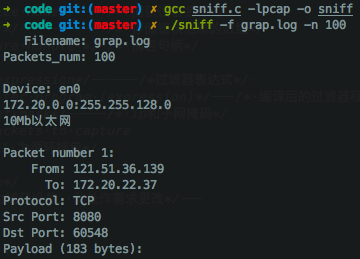 ➜ code git:(master) ✗ gcc sniff.c -lpcap -o sniff
➜ code git:(master) ✗ ./sniff -f grap.log -n 100
Filename: grap.log
Packets_num: 100
Device: en0
172.20.0.0:255.255.128.0
10Mb以太网
Packet number 1:
From: 121.51.36.139
To: 172.20.22.37
Protocol: TCP
Src Port: 8080
Dst Port: 60548
Payload (183 bytes):